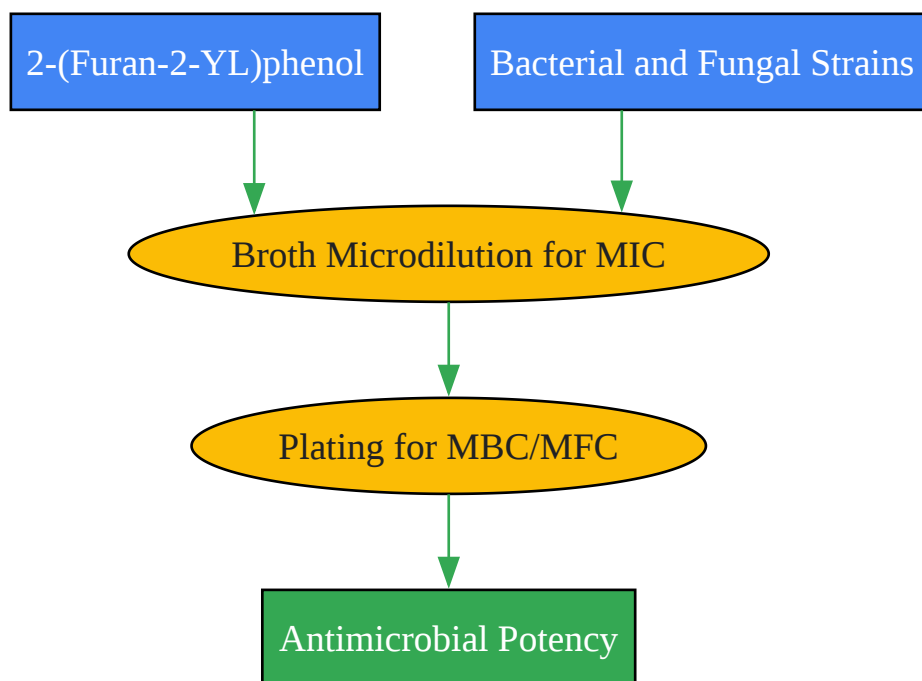 2-(Furan-2-YL)phenol
Bacterial and Fungal Strains
Broth Microdilution for MIC
Plating for MBC/MFC
Antimicrobial Potency